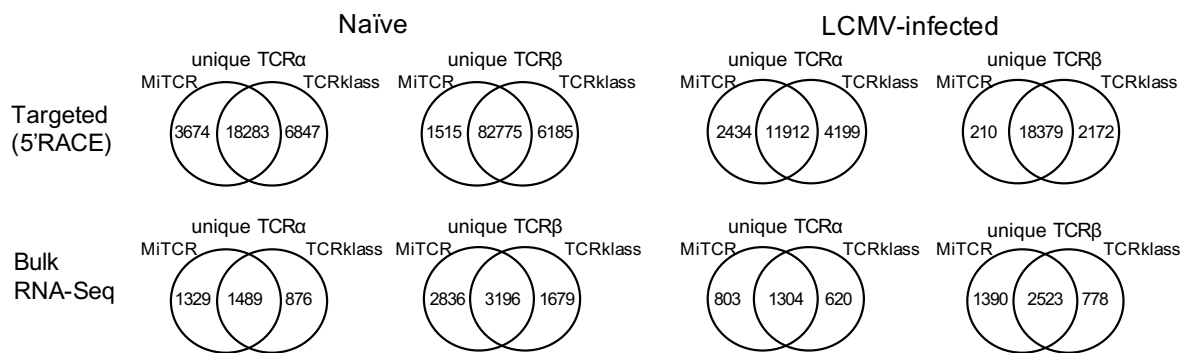 Naïve
LCMV-infected
unique TCRα
unique TCRβ
unique TCRα
unique TCRβ
MiTCR
TCRklass
MiTCR
TCRklass
MiTCR
TCRklass
MiTCR
TCRklass
Targeted
(5'RACE)
3674 18283 6847
1515 82775 6185
2434 11912 4199
210 18379 2172
unique TCRα
unique TCRβ
unique TCRα
unique TCRβ
MiTCR
TCRklass
MiTCR
TCRklass
MiTCR
TCRklass
MiTCR
TCRklass
Bulk
RNA-Seq
1329 1489 876
2836 3196 1679
803 1304 620
1390 2523 778